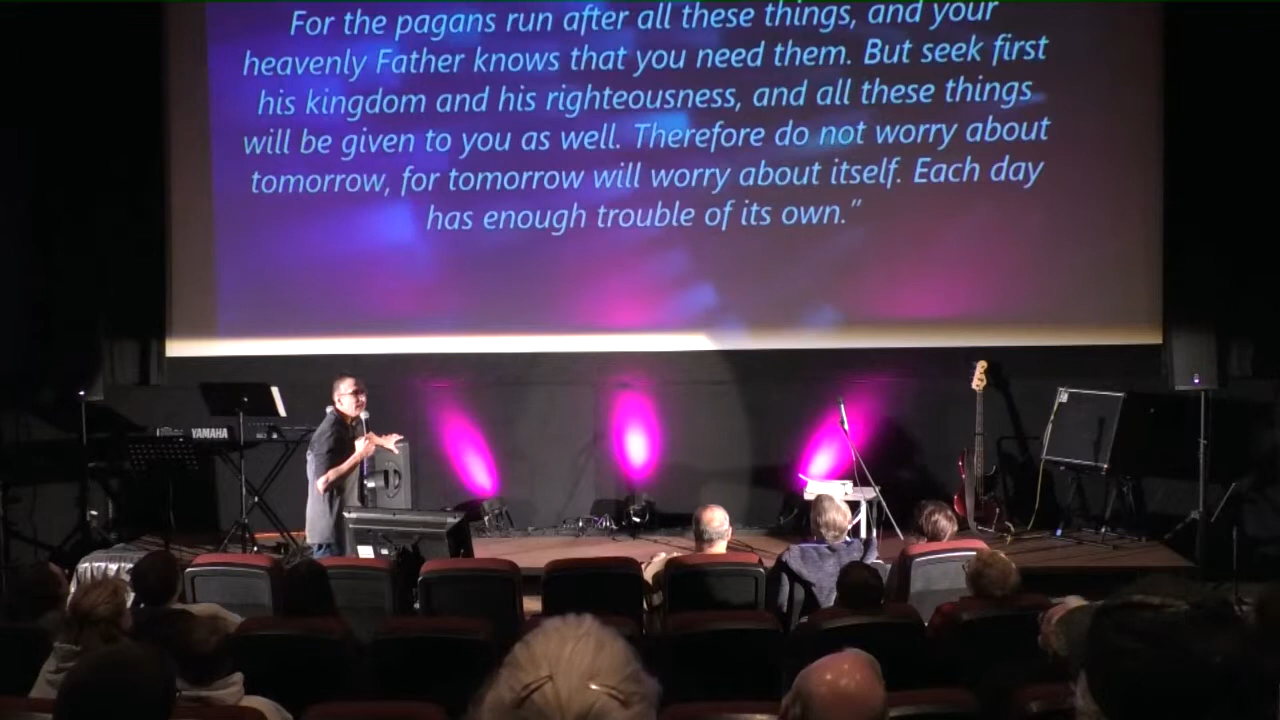 For the pagans run after all these things, and your
heavenly Father knows that you need them. But seek first
his kingdom and his righteousness, and all these things
will be given to you as well. Therefore do not worry about
tomorrow, for tomorrow will worry about itself. Each day
has enough trouble of its own.”
YAMAHA